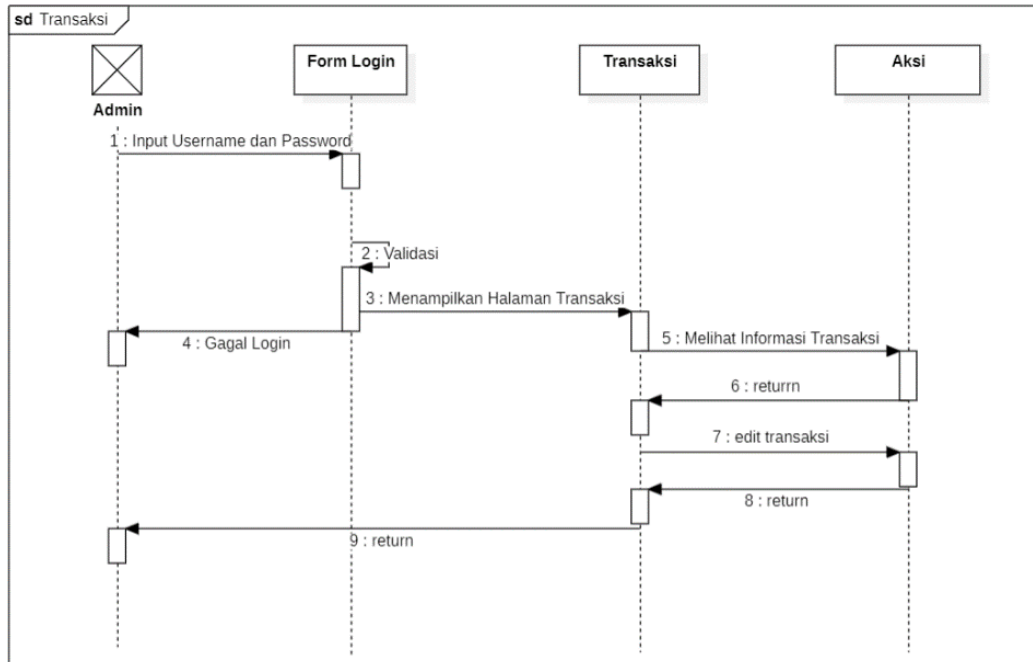 sd Transaksi
Form Login
Transaksi
Aksi
Admin
1 : Input Username dan Password
2 : Validasi
3 : Menampilkan Halaman Transaksi
4 : Gagal Login
5 : Melihat Informasi Transaksi
6 : returrn
7 : edit transaksi
8 : return
9 : return